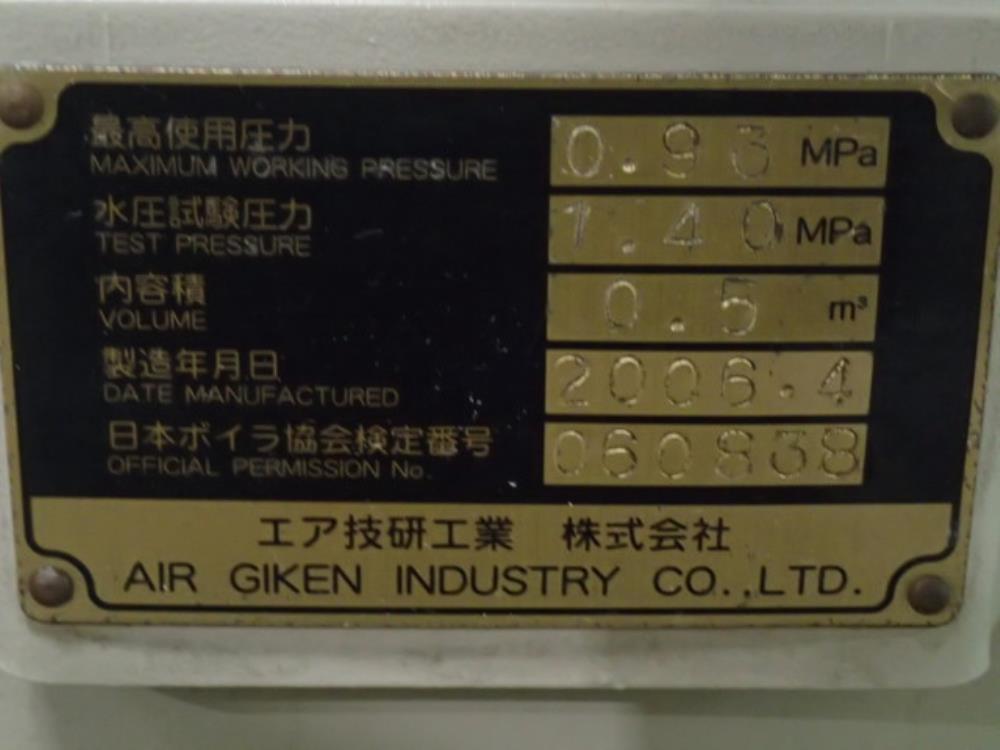 最高使用圧力 0.93 MPa
MAXIMUM WORKING PRESSURE
水圧試験圧力 1.40 MPa
TEST PRESSURE
内容積 0.5 m³
VOLUME
製造年月日 2006.4
DATE MANUFACTURED
日本ボイラ協会検定番号 060838
OFFICIAL PERMISSION No.
エア技研工業 株式会社
AIR GIKEN INDUSTRY CO.,LTD.